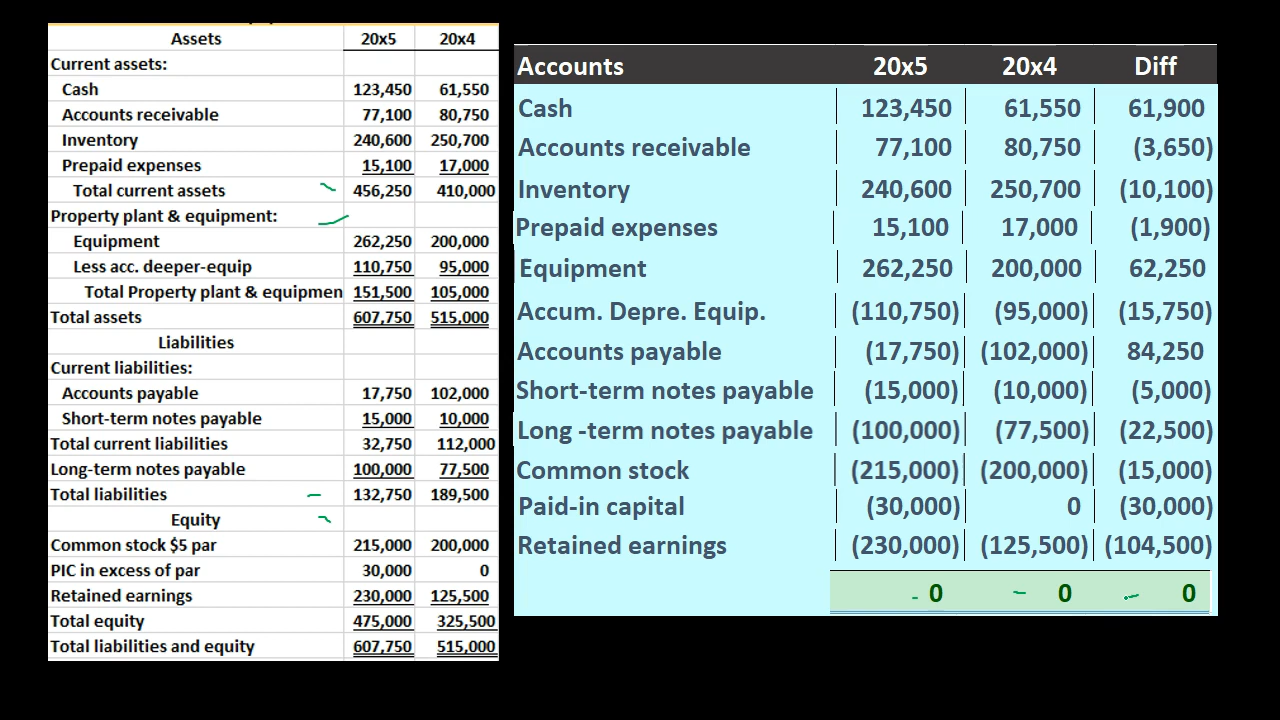 Assets 20x5 20x4
Current assets:
Cash 123,450 61,550
Accounts receivable 77,100 80,750
Inventory 240,600 250,700
Prepaid expenses 15,100 17,000
Total current assets 456,250 410,000
Property plant & equipment:
Equipment 262,250 200,000
Less acc. deeper-equip 110,750 95,000
Total Property plant & equipmen 151,500 105,000
Total assets 607,750 515,000
Liabilities
Current liabilities:
Accounts payable 17,750 102,000
Short-term notes payable 15,000 10,000
Total current liabilities 32,750 112,000
Long-term notes payable 100,000 77,500
Total liabilities 132,750 189,500
Equity
Common stock $5 par 215,000 200,000
PIC in excess of par 30,000 0
Retained earnings 230,000 125,500
Total equity 475,000 325,500
Total liabilities and equity 607,750 515,000
Accounts 20x5 20x4 Diff
Cash 123,450 61,550 61,900
Accounts receivable 77,100 80,750 (3,650)
Inventory 240,600 250,700 (10,100)
Prepaid expenses 15,100 17,000 (1,900)
Equipment 262,250 200,000 62,250
Accum. Depre. Equip. (110,750) (95,000) (15,750)
Accounts payable (17,750) (102,000) 84,250
Short-term notes payable (15,000) (10,000) (5,000)
Long -term notes payable (100,000) (77,500) (22,500)
Common stock (215,000) (200,000) (15,000)
Paid-in capital (30,000) 0 (30,000)
Retained earnings (230,000) (125,500) (104,500)
0 0 0